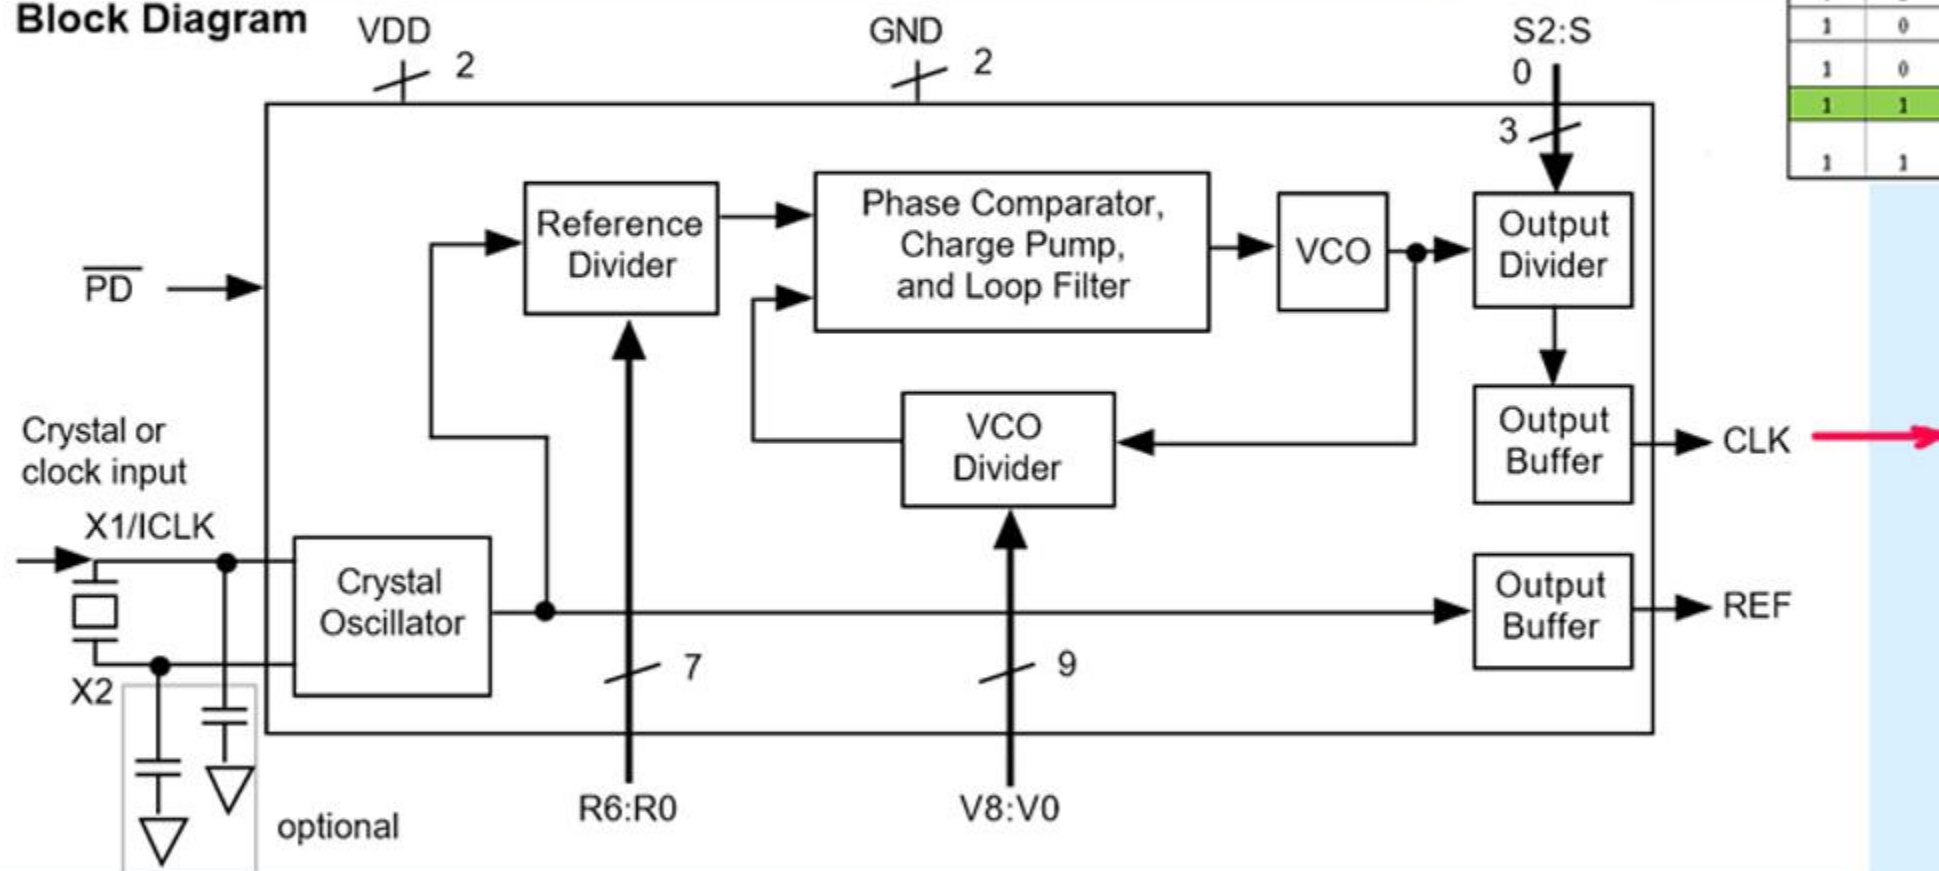 Block Diagram
VDD
2
GND
2
S2:S
0
3
1 0
1 0
1 1
1 1
Reference
Divider
Phase Comparator,
Charge Pump,
and Loop Filter
VCO
Output
Divider
PD
Crystal or
clock input
X1/ICLK
X2
VCO
Divider
Output
Buffer
CLK
Crystal
Oscillator
Output
Buffer
REF
7
9
R6:R0
V8:V0
optional